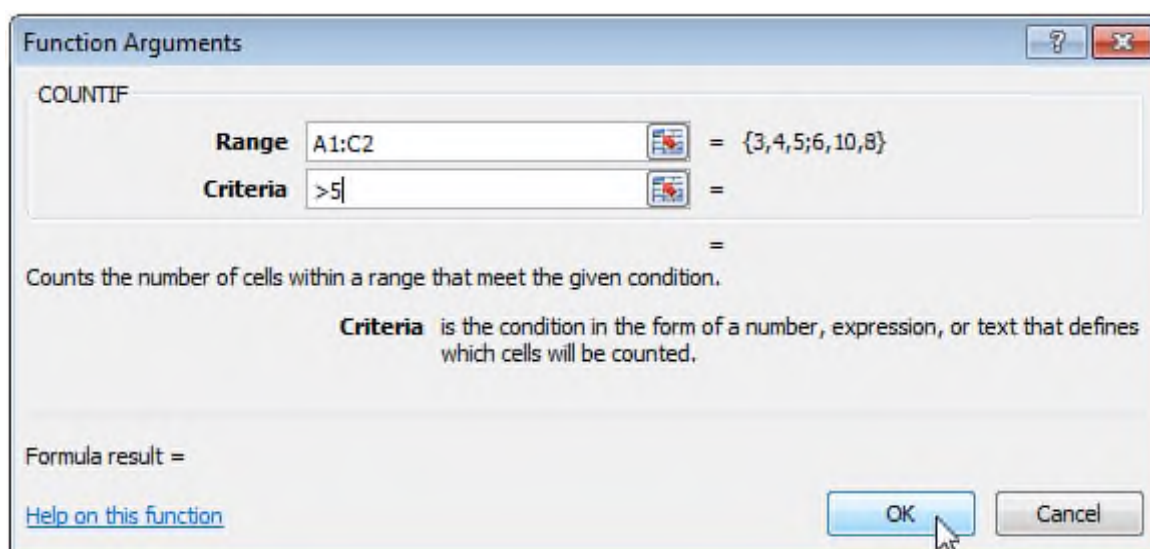 Function Arguments
COUNTIF
Range A1:C2 = {3,4,5;6,10,8}
Criteria >5 =
=
Counts the number of cells within a range that meet the given condition.
Criteria is the condition in the form of a number, expression, or text that defines
which cells will be counted.
Formula result =
Help on this function OK Cancel